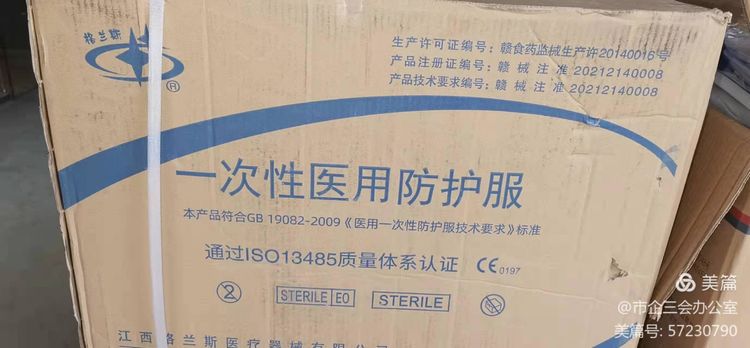 格兰斯
®
生产许可证编号:赣食药监械生产许20140016号
产品注册证编号:赣械注准20212140008
产品技术要求编号:赣械注准20212140008
一次性医用防护服
本产品符合GB 19082-2009《医用一次性防护服技术要求》标准
通过ISO13485质量体系认证 CE 0197
2 STERILE EO STERILE
江西格兰斯医疗器械有限公司
美篇
@市企三会办公室
美篇号: 57230790